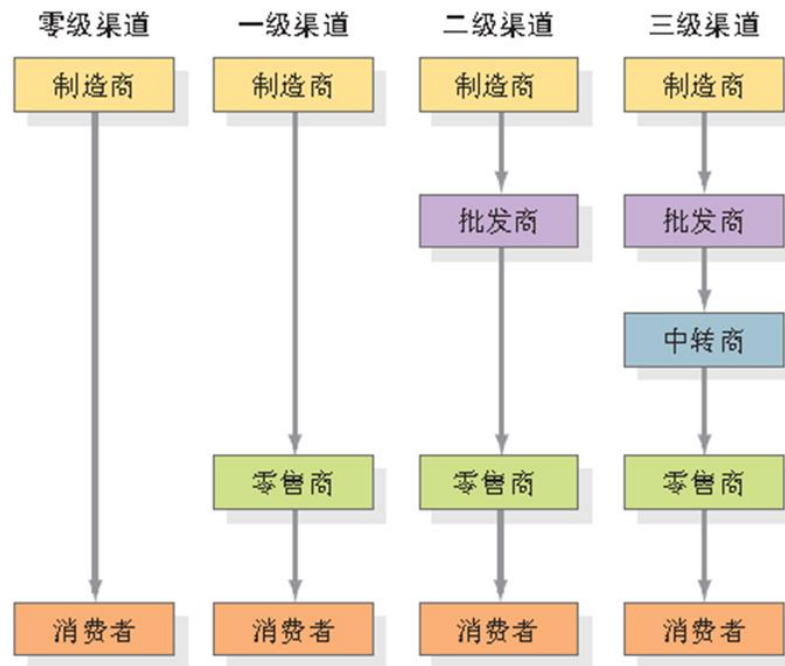 零级渠道 一级渠道 二级渠道 三级渠道
制造商 制造商 制造商 制造商
批发商 批发商
中转商
零售商 零售商 零售商
消费者 消费者 消费者 消费者